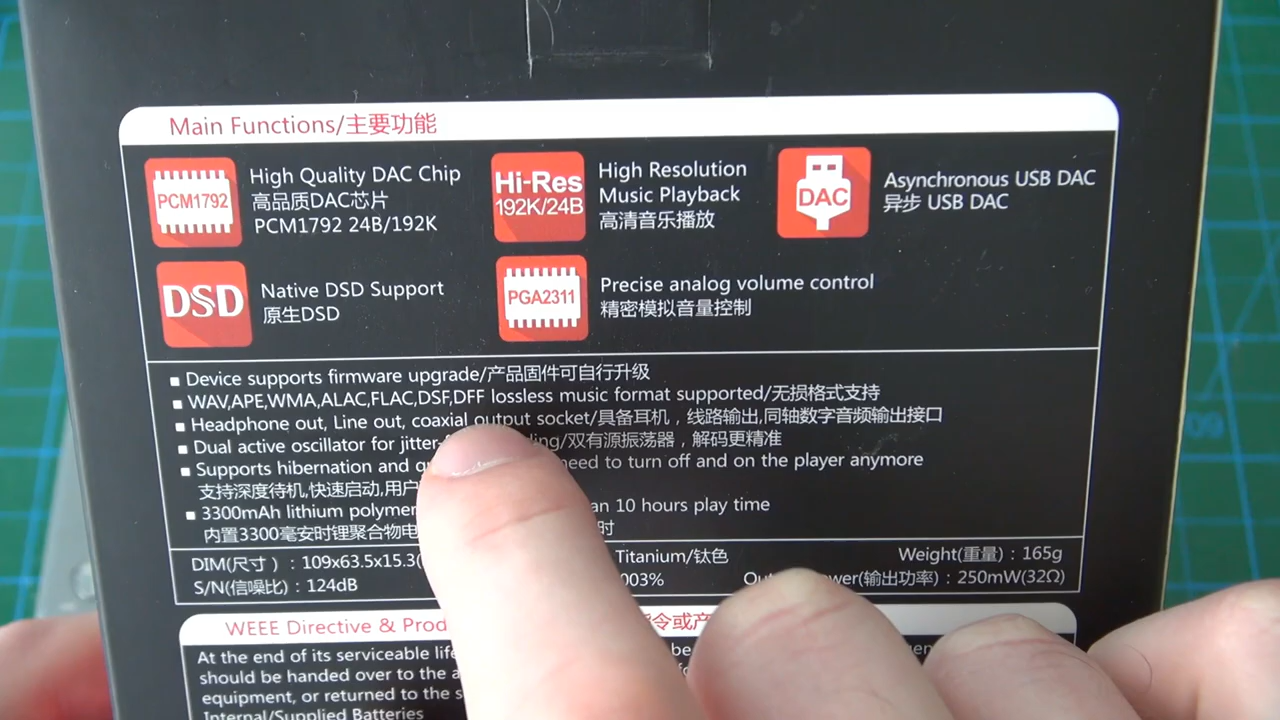 Main Functions/主要功能
PCM1792
High Quality DAC Chip
高品质DAC芯片
PCM1792 24B/192K
Hi-Res
192K/24B
High Resolution
Music Playback
高清音乐播放
DAC
Asynchronous USB DAC
异步 USB DAC
DSD
Native DSD Support
原生DSD
PGA2311
Precise analog volume control
精密模拟音量控制
■ Device supports firmware upgrade/产品固件可自行升级
■ WAV,APE,WMA,ALAC,FLAC,DSF,DFF lossless music format supported/无损格式支持
■ Headphone out, Line out, coaxial output socket/具备耳机，线路输出,同轴数字音频输出接口
■ Dual active oscillator for jitter- ing/双有源振荡器，解码更精准
■ Supports hibernation and need to turn off and on the player anymore
支持深度待机,快速启动,用户
■ 3300mAh lithium polymer an 10 hours play time
内置3300毫安时锂聚合物电 时
DIM(尺寸)：109x63.5x15.3( Titanium/钛色 Weight(重量)：165g
S/N(信噪比)：124dB 003% Out wer(输出功率)：250mW(32Ω)
WEEE Directive & Prod 指令或产
At the end of its serviceable life be
should be handed over to the a
equipment, or returned to the s
Internal/Supplied Batteries